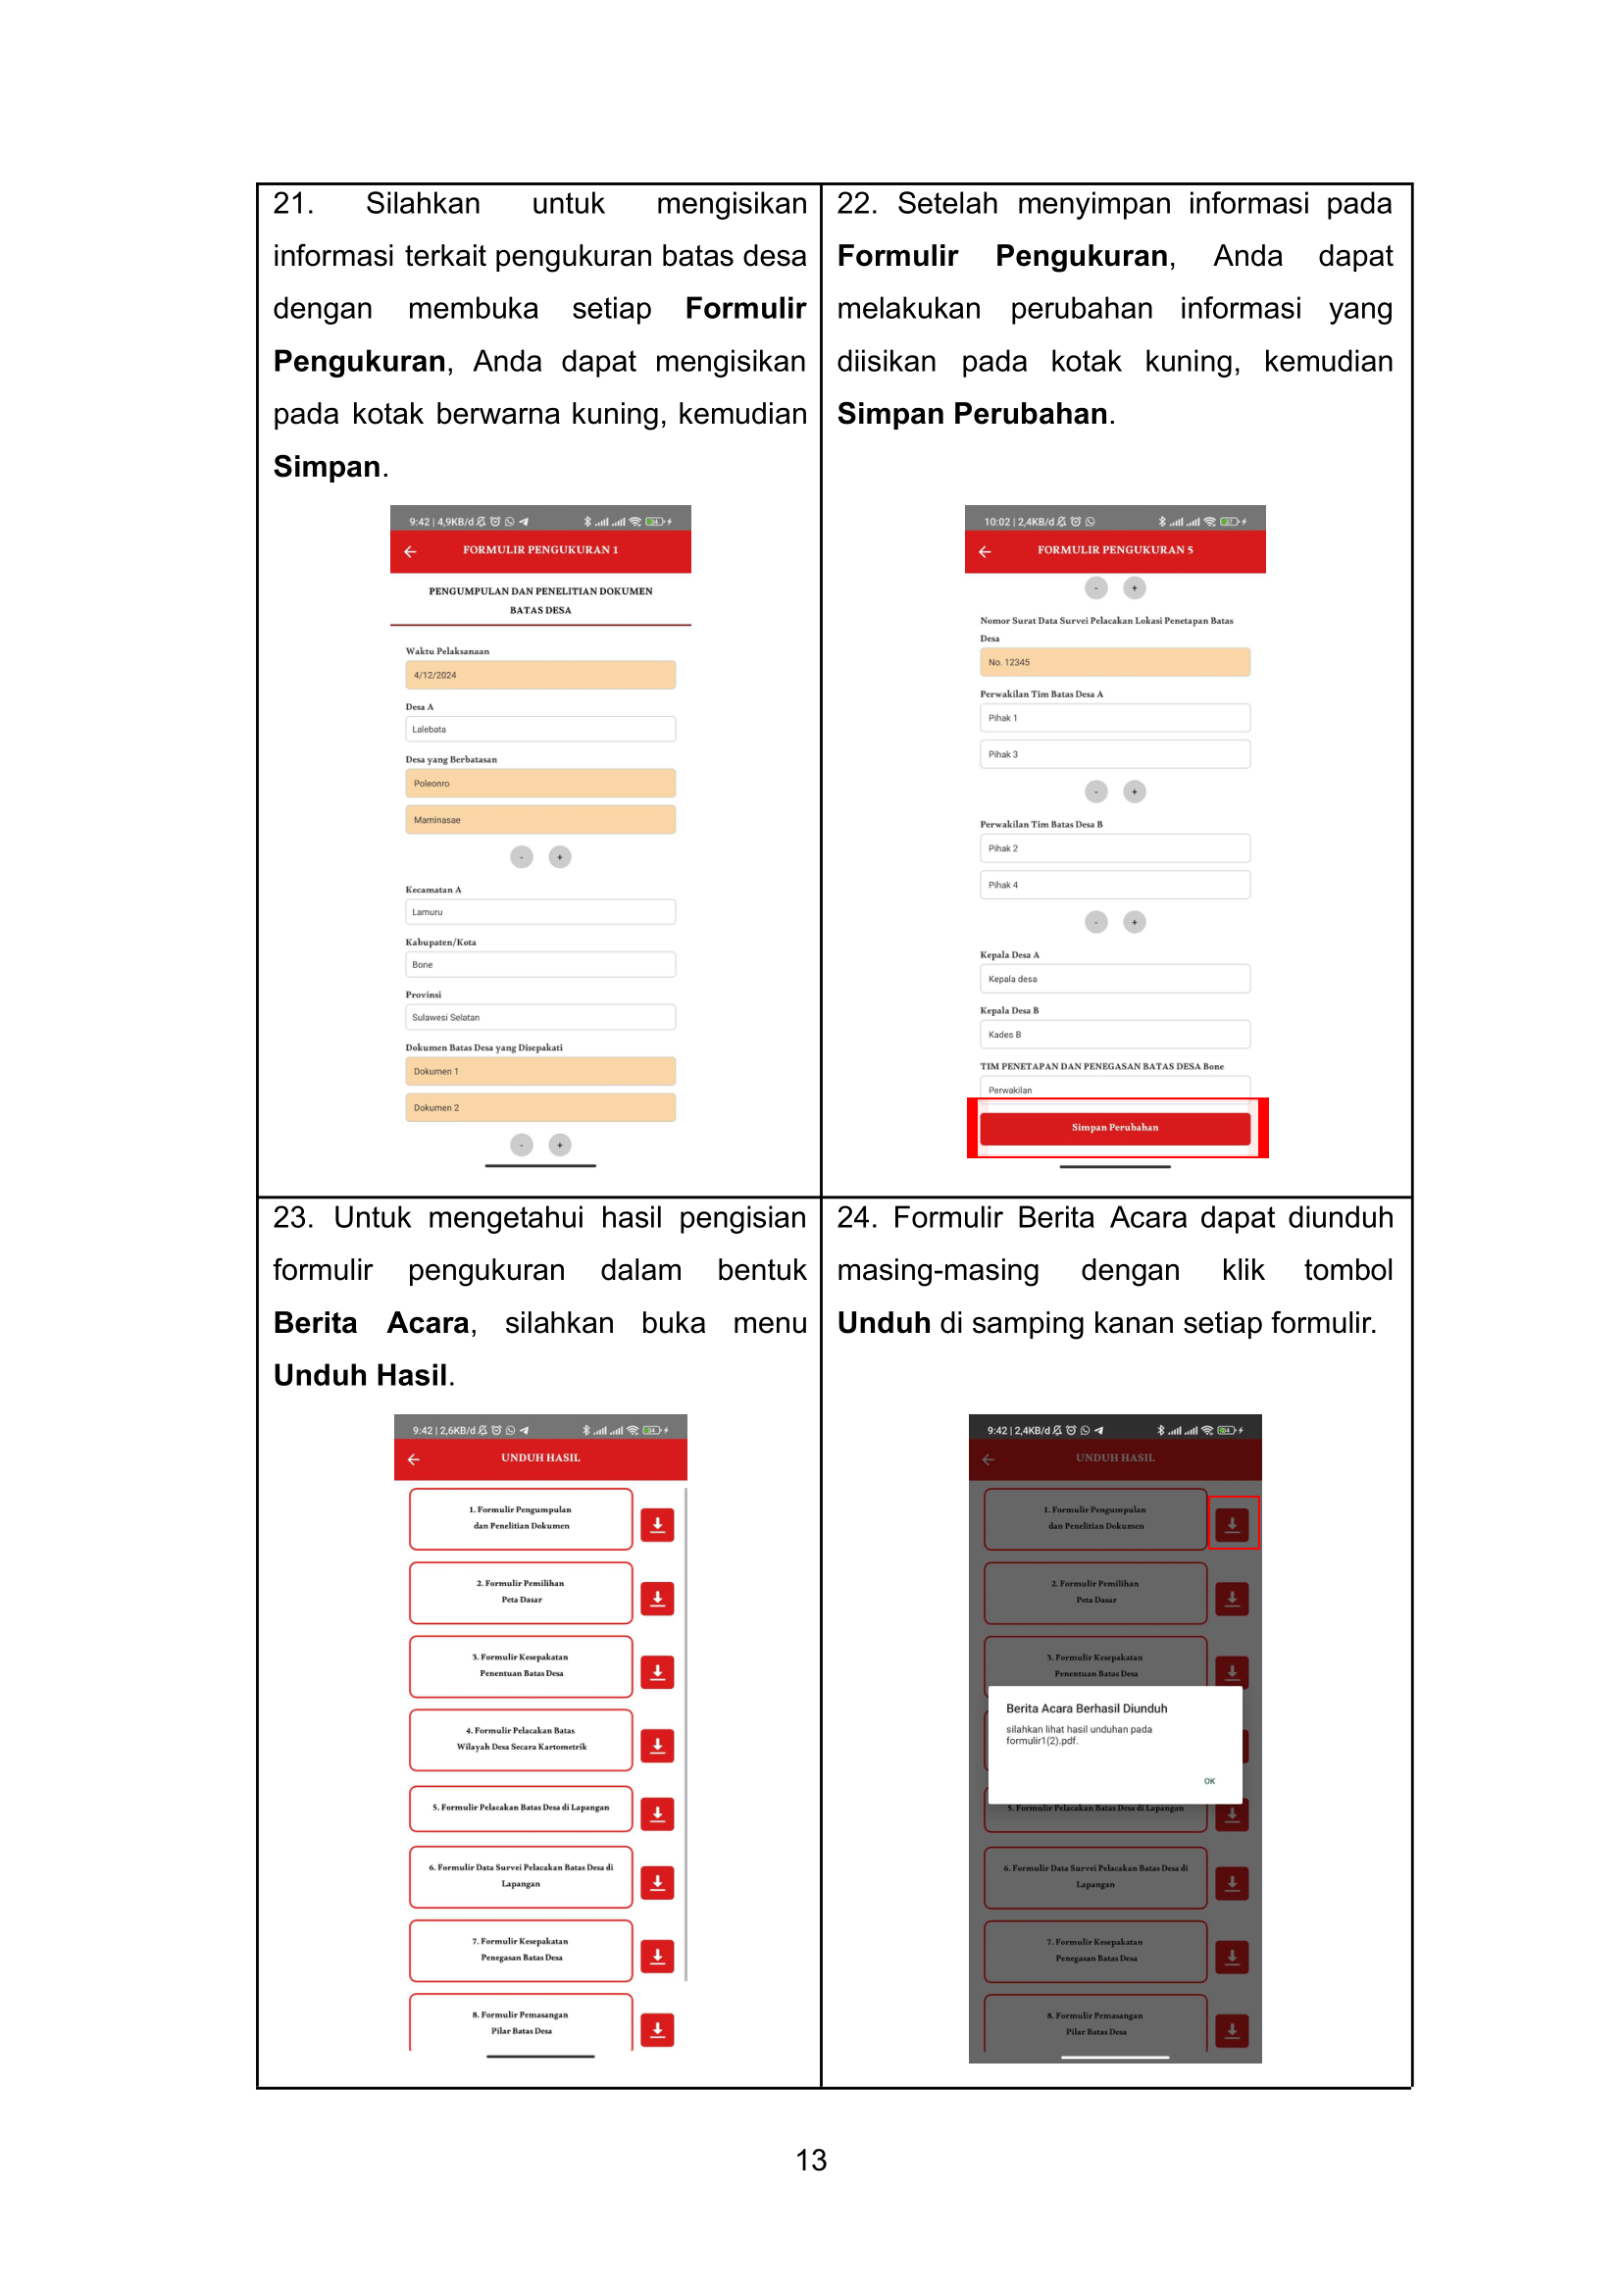 21. Silahkan untuk mengisikan
informasi terkait pengukuran batas desa
dengan membuka setiap Formulir
Pengukuran, Anda dapat mengisikan
pada kotak berwarna kuning, kemudian
Simpan.
9:42 | 4,9KB/d
24
FORMULIR PENGUKURAN 1
PENGUMPULAN DAN PENELITIAN DOKUMEN
BATAS DESA
Waktu Pelaksanaan
4/12/2024
Desa A
Lalebata
Desa yang Berbatasan
Poleonro
Maminasae
- +
Kecamatan A
Lamuru
Kabupaten/Kota
Bone
Provinsi
Sulawesi Selatan
Dokumen Batas Desa yang Disepakati
Dokumen 1
Dokumen 2
- +
22. Setelah menyimpan informasi pada
Formulir Pengukuran, Anda dapat
melakukan perubahan informasi yang
diisikan pada kotak kuning, kemudian
Simpan Perubahan.
10:02 | 2,4KB/d
27
FORMULIR PENGUKURAN 5
- +
Nomor Surat Data Survei Pelacakan Lokasi Penetapan Batas
Desa
No. 12345
Perwakilan Tim Batas Desa A
Pihak 1
Pihak 3
- +
Perwakilan Tim Batas Desa B
Pihak 2
Pihak 4
- +
Kepala Desa A
Kepala desa
Kepala Desa B
Kades B
TIM PENETAPAN DAN PENEGASAN BATAS DESA Bone
Perwakilan
Simpan Perubahan
23. Untuk mengetahui hasil pengisian
formulir pengukuran dalam bentuk
Berita Acara, silahkan buka menu
Unduh Hasil.
9:42 | 2,6KB/d
24
UNDUH HASIL
1. Formulir Pengumpulan
dan Penelitian Dokumen
2. Formulir Pemilihan
Peta Dasar
3. Formulir Kesepakatan
Penentuan Batas Desa
4. Formulir Pelacakan Batas
Wilayah Desa Secara Kartometrik
5. Formulir Pelacakan Batas Desa di Lapangan
6. Formulir Data Survei Pelacakan Batas Desa di
Lapangan
7. Formulir Kesepakatan
Penegasan Batas Desa
8. Formulir Pemasangan
Pilar Batas Desa
24. Formulir Berita Acara dapat diunduh
masing-masing dengan klik tombol
Unduh di samping kanan setiap formulir.
9:42 | 2,4KB/d
UNDUH HASIL
1. Formulir Pengumpulan
dan Penelitian Dokumen
2. Formulir Pemilihan
Peta Dasar
3. Formulir Kesepakatan
Penentuan Batas Desa
Berita Acara Berhasil Diunduh
silahkan lihat hasil unduhan pada
formulir1(2).pdf.
OK
5. Formulir Pelacakan Batas Desa di Lapangan
6. Formulir Data Survei Pelacakan Batas Desa di
Lapangan
7. Formulir Kesepakatan
Penegasan Batas Desa
8. Formulir Pemasangan
Pilar Batas Desa
13